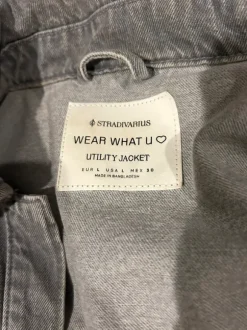 STRADIVARIUS
WEAR WHAT U ♡
UTILITY JACKET
EUR L USA L MEX 30
MADE IN BANGLADESH